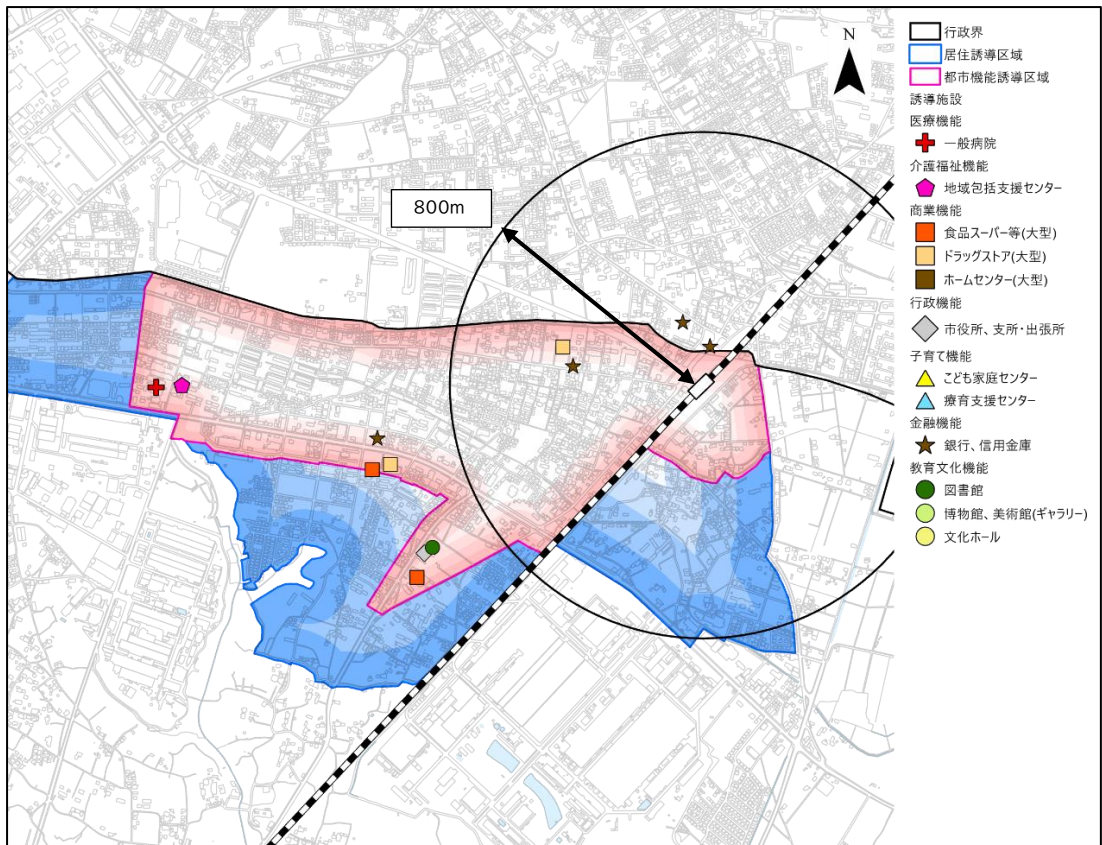 800m
N
行政界
居住誘導区域
都市機能誘導区域
誘導施設
医療機能
一般病院
介護福祉機能
地域包括支援センター
商業機能
食品スーパー等(大型)
ドラッグストア(大型)
ホームセンター(大型)
行政機能
市役所、支所・出張所
子育て機能
こども家庭センター
療育支援センター
金融機能
銀行、信用金庫
教育文化機能
図書館
博物館、美術館(ギャラリー)
文化ホール